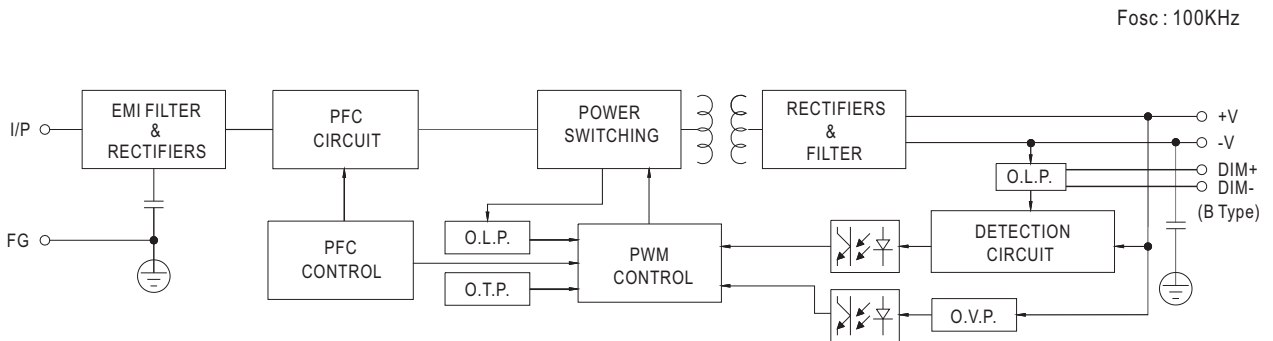 Fosc : 100KHz
I/P
EMI FILTER
&
RECTIFIERS
PFC
CIRCUIT
POWER
SWITCHING
RECTIFIERS
&
FILTER
+V
-V
DIM+
DIM-
(B Type)
O.L.P.
FG
PFC
CONTROL
O.L.P.
O.T.P.
PWM
CONTROL
DETECTION
CIRCUIT
O.V.P.